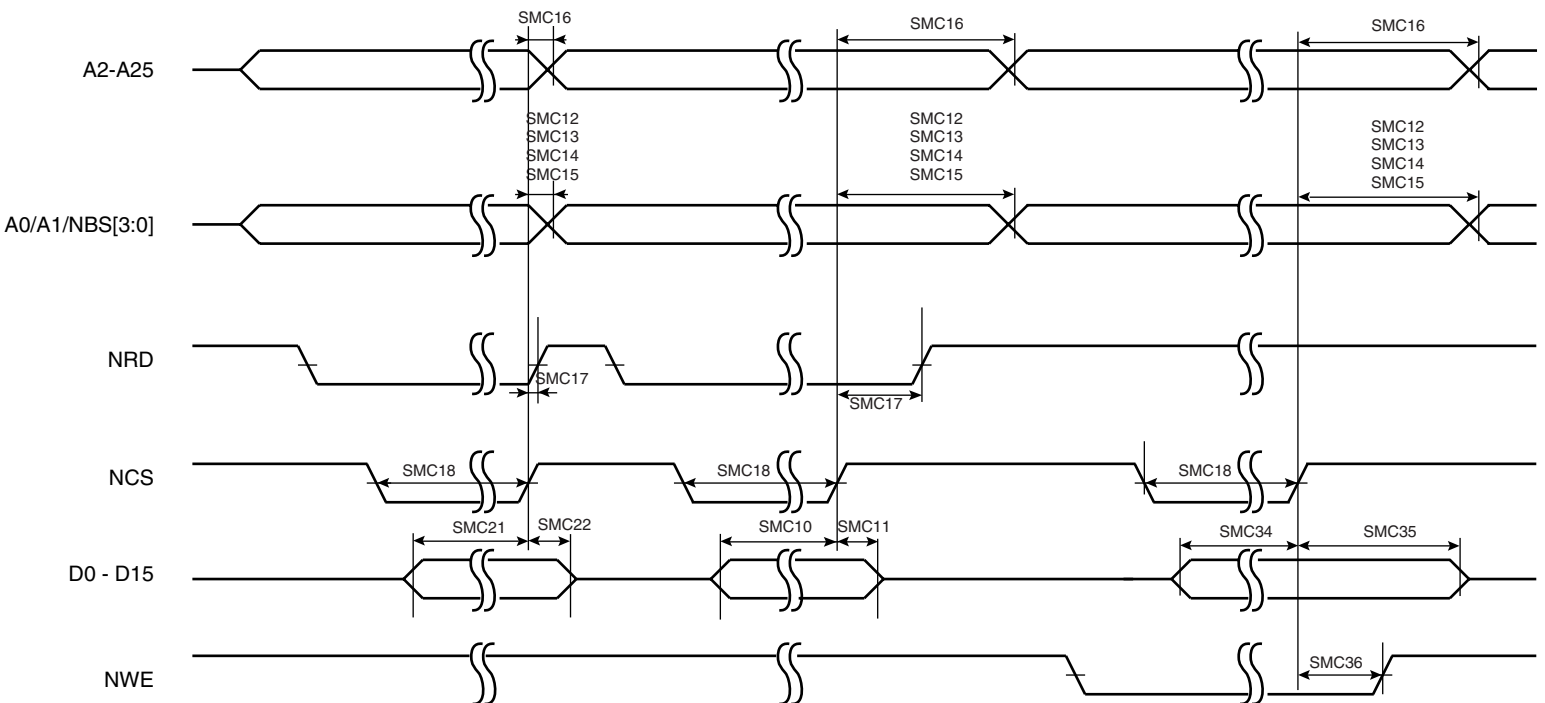 SMC16
SMC16
SMC16
A2-A25
SMC12
SMC13
SMC14
SMC15
SMC12
SMC13
SMC14
SMC15
SMC12
SMC13
SMC14
SMC15
A0/A1/NBS[3:0]
NRD
SMC17
SMC17
NCS
SMC18
SMC18
SMC18
SMC21
SMC22
SMC10
SMC11
SMC34
SMC35
D0 - D15
NWE
SMC36